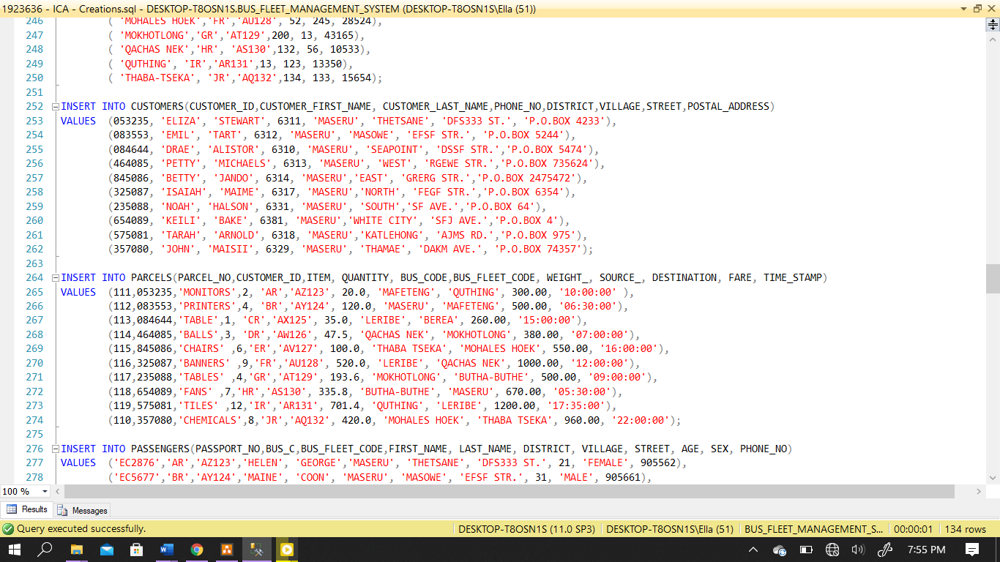 1923636 - ICA - Creations.sql - DESKTOP-T8OSN1S.BUS_FLEET_MANAGEMENT_SYSTEM (DESKTOP-T8OSN1S\Ella (51))
246 ( 'MOHALES HOEK','FR','AU128', 52, 245, 28524),
247 ( 'MOKHOTLONG','GR','AT129',200, 13, 43165),
248 ( 'QACHAS NEK','HR', 'AS130',132, 56, 10533),
249 ( 'QUTHING', 'IR','AR131',13, 123, 13350),
250 ( 'THABA-TSEKA', 'JR','AQ132',134, 133, 15654);
251
252 INSERT INTO CUSTOMERS(CUSTOMER_ID,CUSTOMER_FIRST_NAME, CUSTOMER_LAST_NAME,PHONE_NO,DISTRICT,VILLAGE,STREET,POSTAL_ADDRESS)
253 VALUES (053235, 'ELIZA', 'STEWART', 6311, 'MASERU', 'THETSANE', 'DFS333 ST.', 'P.O.BOX 4233'),
254 (083553, 'EMIL', 'TART', 6312, 'MASERU', 'MASOWE', 'EFSF STR.', 'P.O.BOX 5244'),
255 (084644, 'DRAE', 'ALISTOR', 6310, 'MASERU', 'SEAPOINT', 'DSSF STR.','P.O.BOX 5474'),
256 (464085, 'PETTY', 'MICHAELS', 6313, 'MASERU', 'WEST', 'RGEWE STR.','P.O.BOX 735624'),
257 (845086, 'BETTY', 'JANDO', 6314, 'MASERU','EAST', 'GRERG STR.','P.O.BOX 2475472'),
258 (325087, 'ISAIAH', 'MAIME', 6317, 'MASERU','NORTH', 'FEGF STR.','P.O.BOX 6354'),
259 (235088, 'NOAH', 'HALSON', 6331, 'MASERU', 'SOUTH','SF AVE.','P.O.BOX 64'),
260 (654089, 'KEILI', 'BAKE', 6381, 'MASERU','WHITE CITY', 'SFJ AVE.','P.O.BOX 4'),
261 (575081, 'TARAH', 'ARNOLD', 6318, 'MASERU','KATLEHONG', 'AJMS RD.','P.O.BOX 975'),
262 (357080, 'JOHN', 'MAISII', 6329, 'MASERU', 'THAMAE', 'DAKM AVE.', 'P.O.BOX 74357');
263
264 INSERT INTO PARCELS(PARCEL_NO,CUSTOMER_ID,ITEM, QUANTITY, BUS_CODE,BUS_FLEET_CODE, WEIGHT_, SOURCE_, DESTINATION, FARE, TIME_STAMP)
265 VALUES (111,053235,'MONITORS',2, 'AR','AZ123', 20.0, 'MAFETENG', 'QUTHING', 300.00, '10:00:00' ),
266 (112,083553,'PRINTERS',4, 'BR','AY124', 120.0, 'MASERU', 'MAFETENG', 500.00, '06:30:00'),
267 (113,084644,'TABLE',1, 'CR','AX125', 35.0, 'LERIBE', 'BEREA', 260.00, '15:00:00'),
268 (114,464085,'BALLS',3, 'DR','AW126', 47.5, 'QACHAS NEK', 'MOKHOTLONG', 380.00, '07:00:00'),
269 (115,845086,'CHAIRS' ,6,'ER','AV127', 100.0, 'THABA TSEKA', 'MOHALES HOEK', 550.00, '16:00:00'),
270 (116,325087,'BANNERS' ,9,'FR','AU128', 520.0, 'LERIBE', 'QACHAS NEK', 1000.00, '12:00:00'),
271 (117,235088,'TABLES' ,4,'GR','AT129', 193.6, 'MOKHOTLONG', 'BUTHA-BUTHE', 500.00, '09:00:00'),
272 (118,654089,'FANS' ,7,'HR','AS130', 335.8, 'BUTHA-BUTHE', 'MASERU', 670.00, '05:30:00'),
273 (119,575081,'TILES' ,12,'IR','AR131', 701.4, 'QUTHING', 'LERIBE', 1200.00, '17:35:00'),
274 (110,357080,'CHEMICALS',8,'JR','AQ132', 420.0, 'MOHALES HOEK', 'THABA TSEKA', 960.00, '22:00:00');
275
276 INSERT INTO PASSENGERS(PASSPORT_NO,BUS_C,BUS_FLEET_CODE,FIRST_NAME, LAST_NAME, DISTRICT, VILLAGE, STREET, AGE, SEX, PHONE_NO)
277 VALUES ('EC2876','AR','AZ123','HELEN', 'GEORGE','MASERU', 'THETSANE', 'DFS333 ST.', 21, 'FEMALE', 905562),
278 ('EC5677','BR','AY124','MAINE', 'COON', 'MASERU', 'MASOWE', 'EFSF STR.', 31, 'MALE', 905661),
100 %
Results Messages
Query executed successfully. DESKTOP-T8OSN1S (11.0 SP3) DESKTOP-T8OSN1S\Ella (51) BUS_FLEET_MANAGEMENT_S... 00:00:01 134 rows
7:55 PM